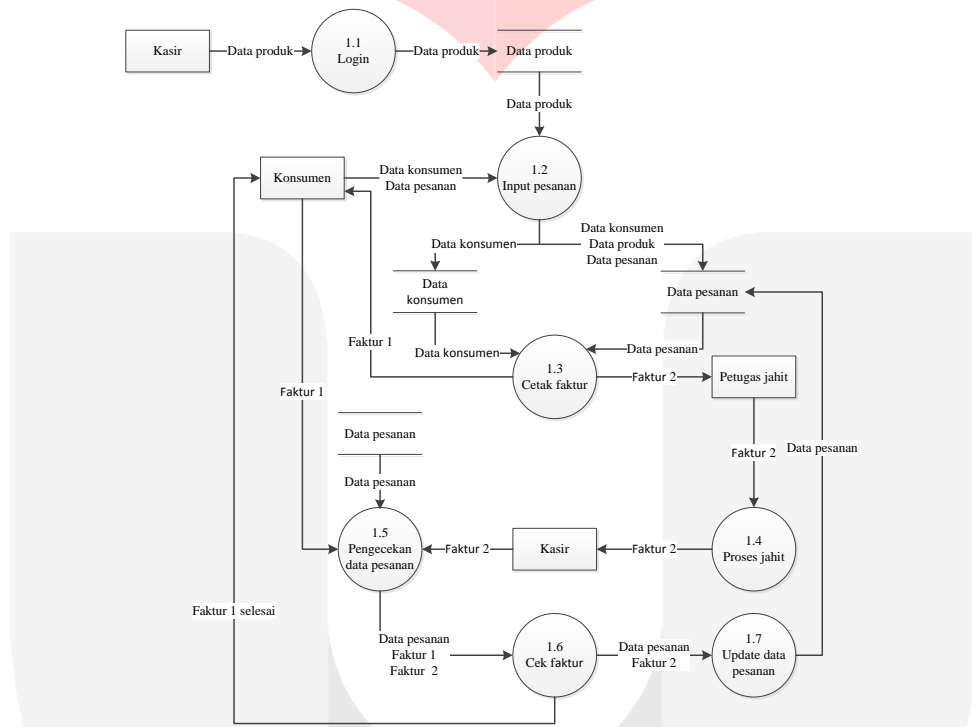 Kasir
Data produk
1.1
Login
Data produk
Data produk
Data produk
1.2
Input pesanan
Konsumen
Data konsumen
Data pesanan
Data konsumen
Data konsumen
Data produk
Data pesanan
Data
konsumen
Data pesanan
Faktur 1
Data konsumen
Data pesanan
1.3
Cetak faktur
Faktur 2
Petugas jahit
Faktur 1
Data pesanan
Faktur 2
Data pesanan
Data pesanan
1.5
Pengecekan
data pesanan
Faktur 2
Kasir
Faktur 2
1.4
Proses jahit
Faktur 1 selesai
Data pesanan
Faktur 1
Faktur 2
1.6
Cek faktur
Data pesanan
Faktur 2
1.7
Update data
pesanan